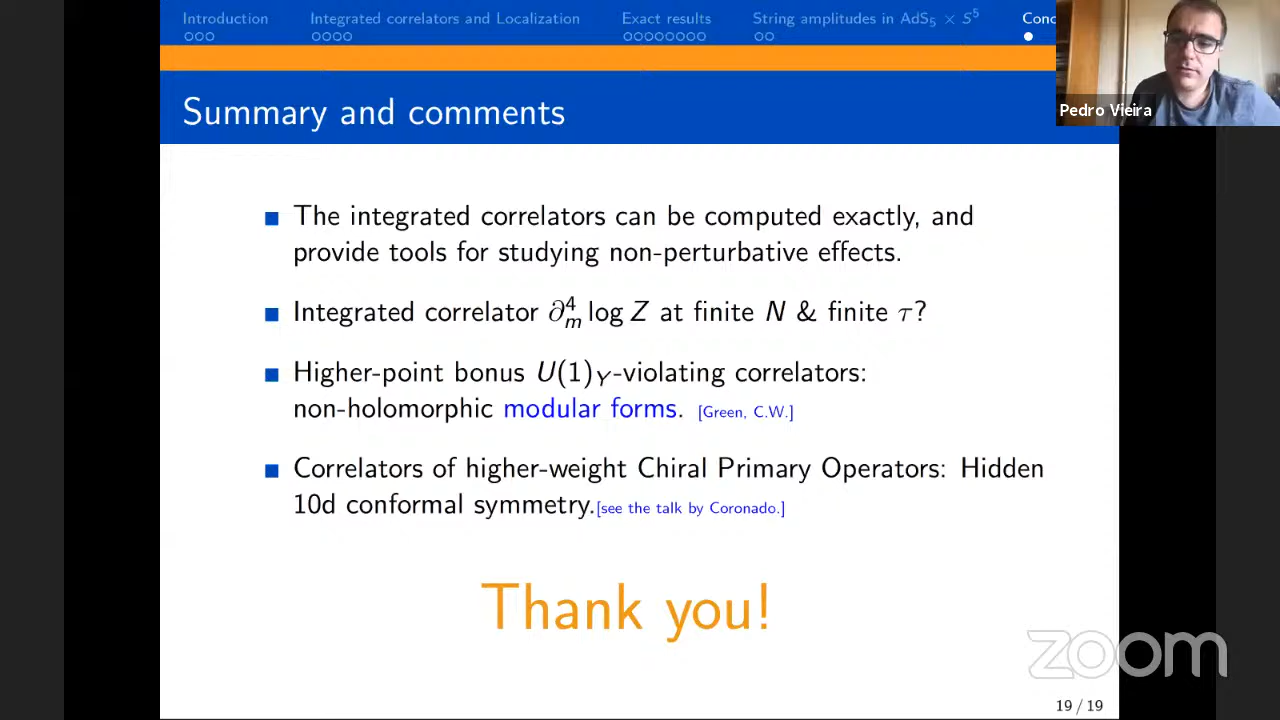 Introduction Integrated correlators and Localization Exact results String amplitudes in AdS₅ × S⁵ Conc
Pedro Vieira
Summary and comments
The integrated correlators can be computed exactly, and
provide tools for studying non-perturbative effects.
Integrated correlator ∂⁴ₘ log Z at finite N & finite τ?
Higher-point bonus U(1)_Y-violating correlators:
non-holomorphic modular forms. [Green, C.W.]
Correlators of higher-weight Chiral Primary Operators: Hidden
10d conformal symmetry.[see the talk by Coronado.]
Thank you!
zoom
19 / 19